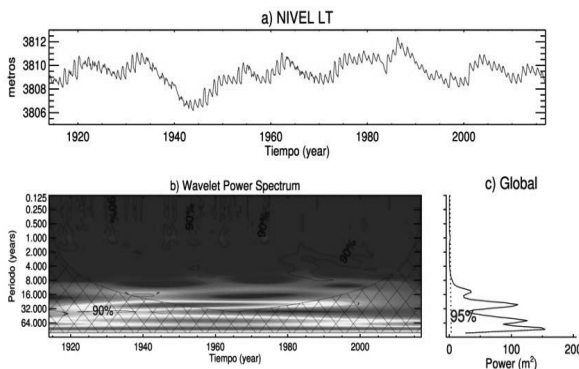 a) NIVEL LT
3812
3810
3808
3806
metros
1920 1940 1960 1980 2000
Tiempo (year)
b) Wavelet Power Spectrum
0.125
0.250
0.500
1.000
2.000
4.000
8.000
16.000
32.000
64.000
Periodo (years)
90%
90%
90%
90%
90%
1920 1940 1960 1980 2000
Tiempo (year)
c) Global
95%
0 100 200
Power (m²)